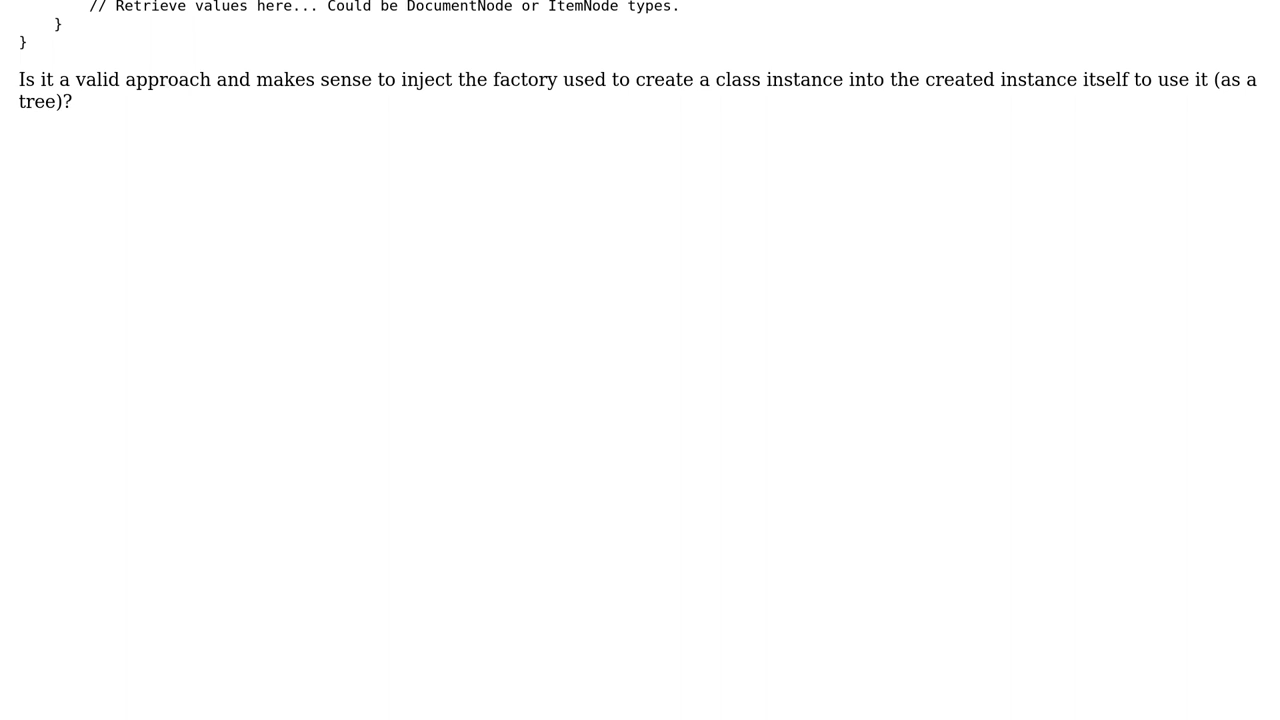 // Retrieve values here... Could be DocumentNode or ItemNode types.
    }
}
Is it a valid approach and makes sense to inject the factory used to create a class instance into the created instance itself to use it (as a
tree)?